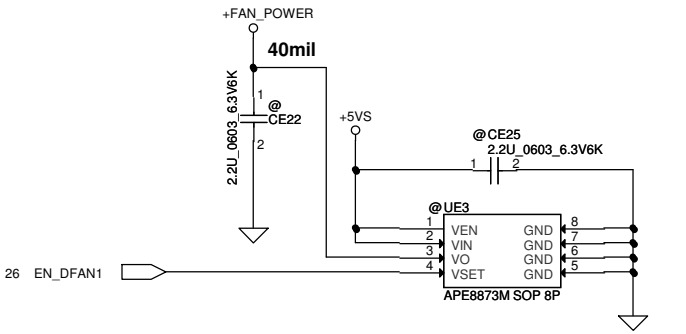 +FAN_POWER
40mil
1
@
CE22
2
2.2U_0603_6.3V6K
+5VS
@CE25
2.2U_0603_6.3V6K
1 2
@UE3
1 VEN GND 8
2 VIN GND 7
3 VO GND 6
4 VSET GND 5
APE8873M SOP 8P
26 EN_DFAN1